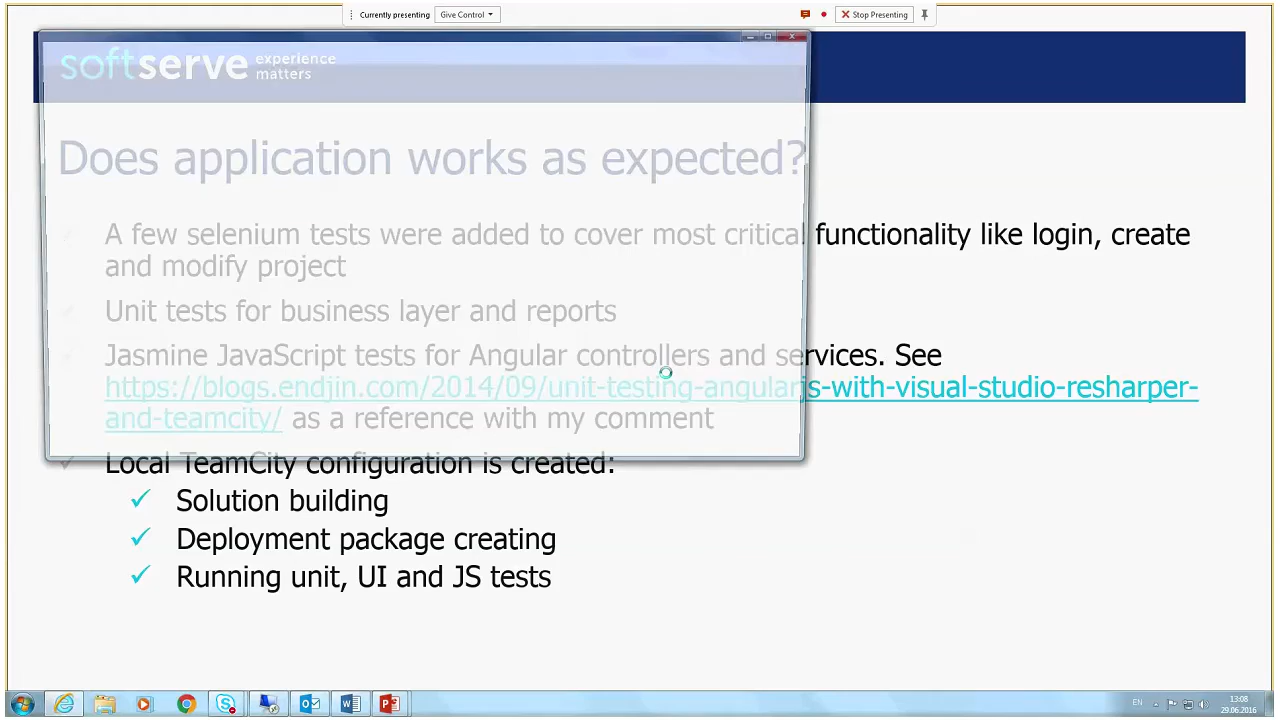 Currently presenting
Give Control
Stop Presenting
softserve experience
matters
Does application works as expected?
A few selenium tests were added to cover most critical functionality like login, create
and modify project
Unit tests for business layer and reports
Jasmine JavaScript tests for Angular controllers and services. See
https://blogs.endjin.com/2014/09/unit-testing-angularjs-with-visual-studio-resharper-
and-teamcity/ as a reference with my comment
Local TeamCity configuration is created:
Solution building
Deployment package creating
Running unit, UI and JS tests
EN
13:08
29.06.2016